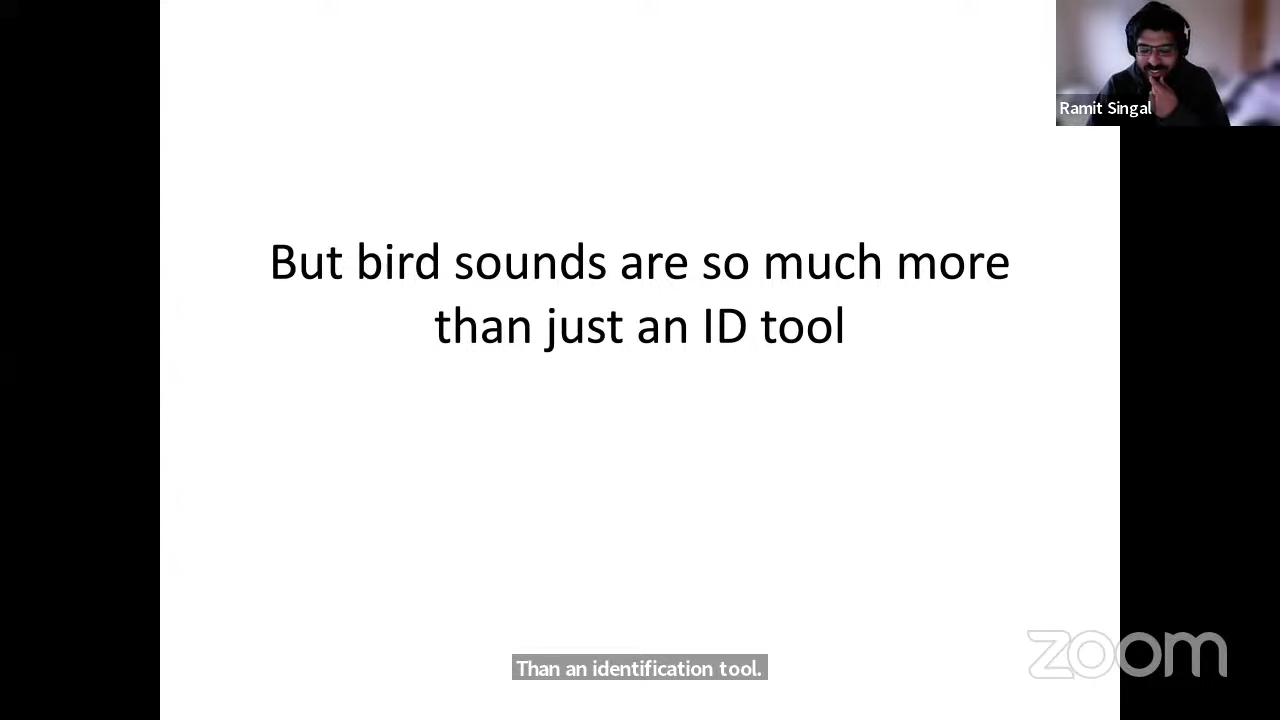 Ramit Singal
But bird sounds are so much more
than just an ID tool
Than an identification tool.
zoom